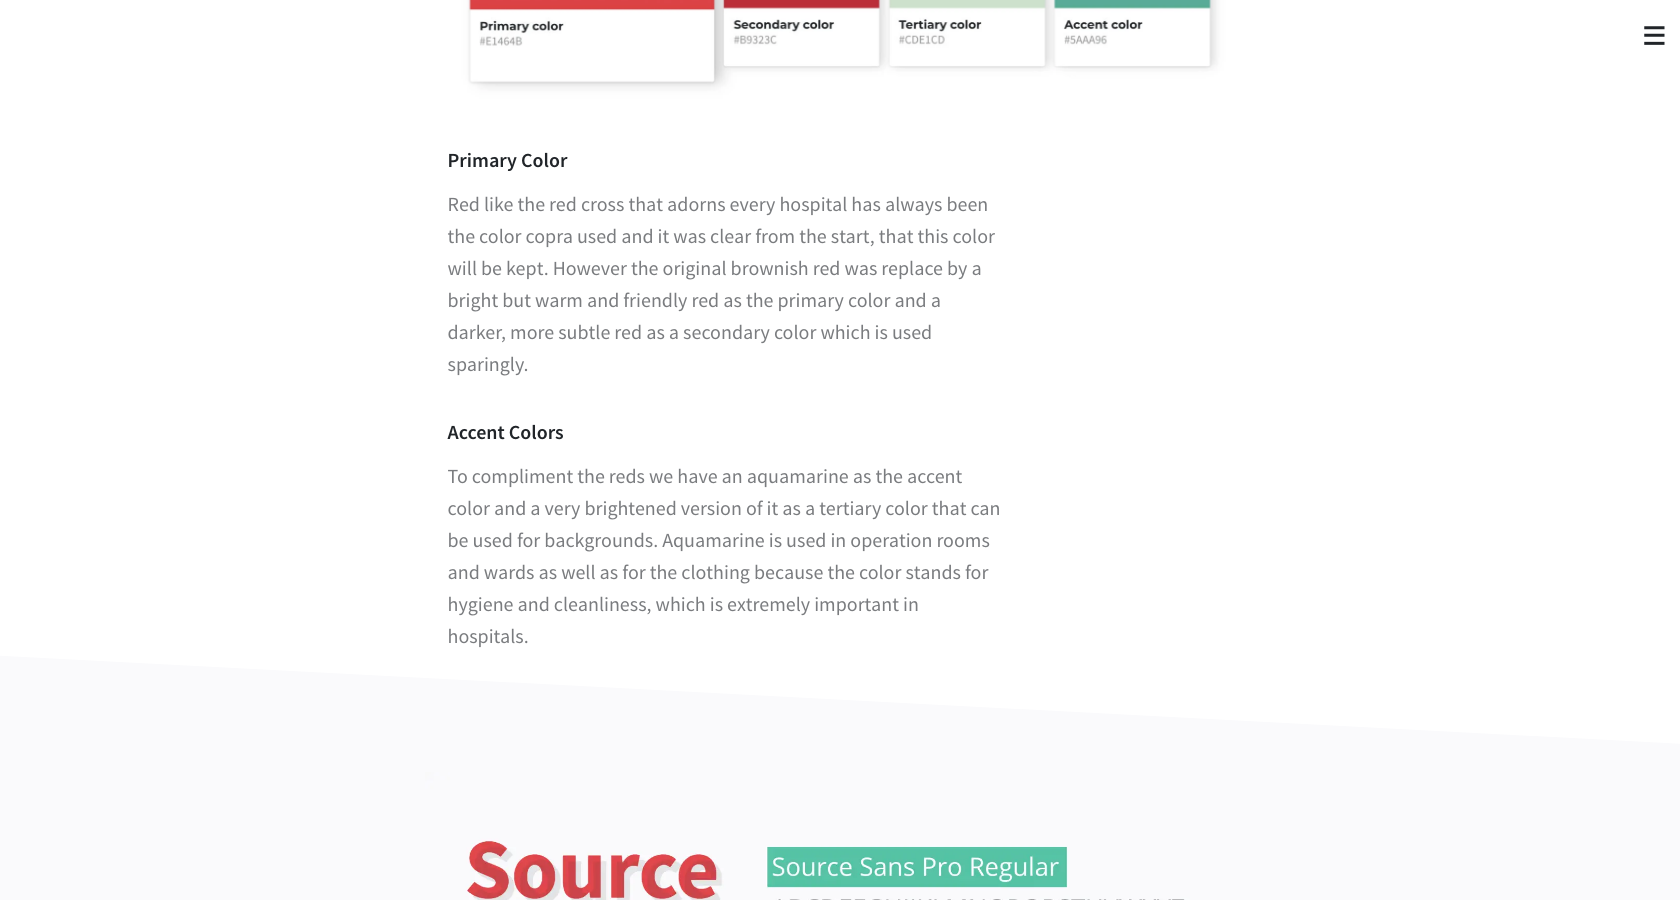 Primary color
#E1464B
Secondary color
#B9323C
Tertiary color
#CDE1CD
Accent color
#5AAA96
Primary Color
Red like the red cross that adorns every hospital has always been
the color copra used and it was clear from the start, that this color
will be kept. However the original brownish red was replace by a
bright but warm and friendly red as the primary color and a
darker, more subtle red as a secondary color which is used
sparingly.
Accent Colors
To compliment the reds we have an aquamarine as the accent
color and a very brightened version of it as a tertiary color that can
be used for backgrounds. Aquamarine is used in operation rooms
and wards as well as for the clothing because the color stands for
hygiene and cleanliness, which is extremely important in
hospitals.
Source
Source Sans Pro Regular